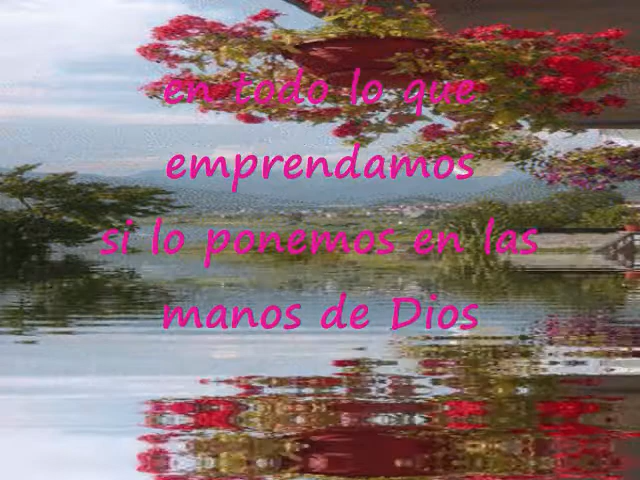 en todo lo que
emprendamos
si lo ponemos en las
manos de Dios